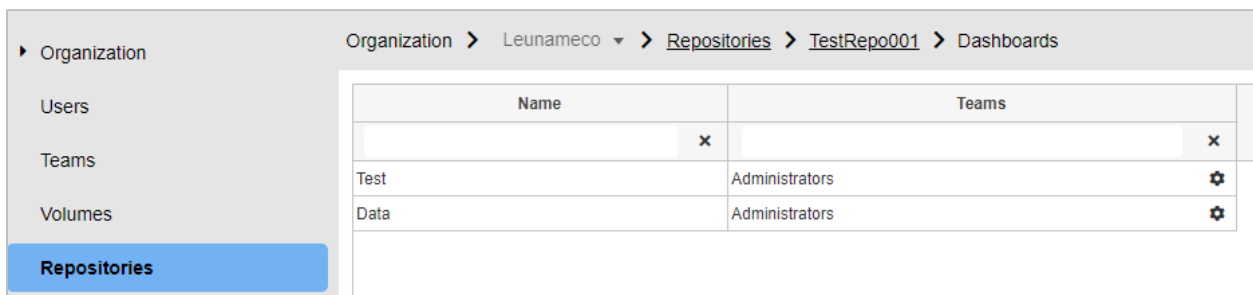 Organization
Users
Teams
Volumes
Repositories
Organization > Leunameco > Repositories > TestRepo001 > Dashboards
Name Teams
Test Administrators
Data Administrators